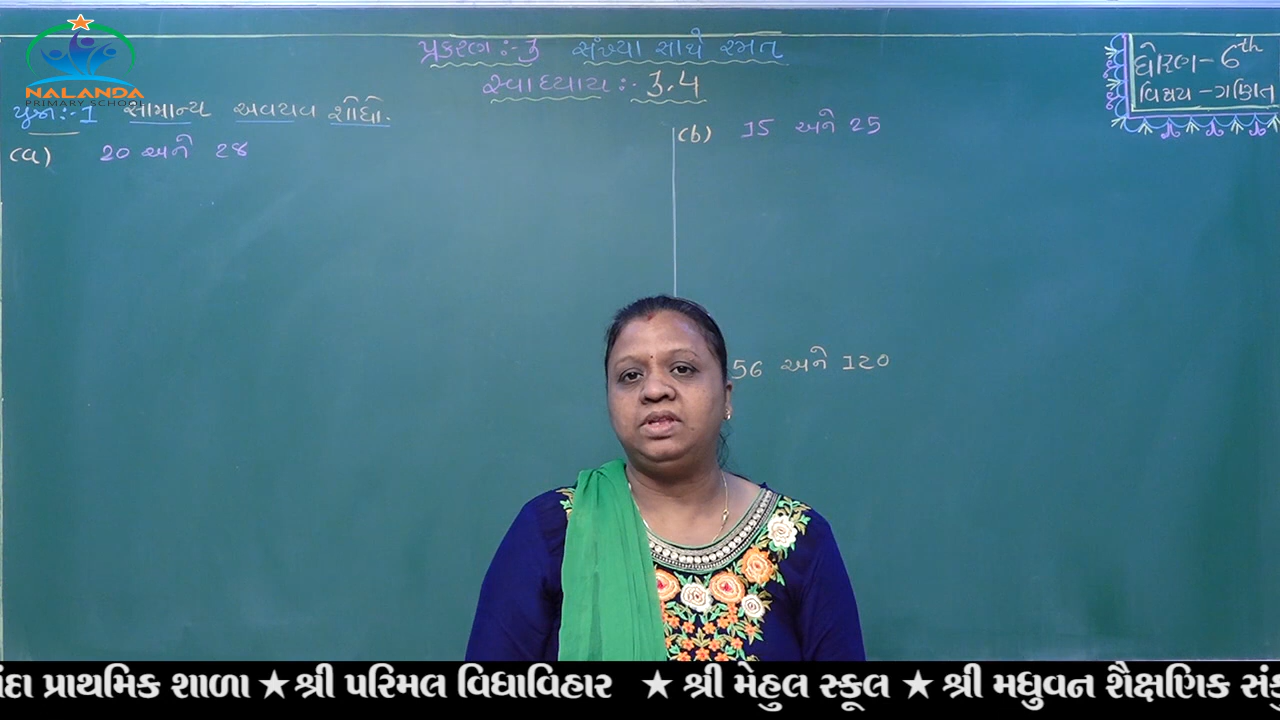 NALANDA
PRIMARY SCHOOL
પ્રકરણ :- 3 સંખ્યા સાથે રમત
સ્વાધ્યાય :- 3.4
ધોરણ - 6th
વિષય - ગણિત
પ્રશ્ન :- 1 સામાન્ય અવયવ શોધો.
(a) 20 અને 28
(b) 15 અને 25
56 અને 120
દા પ્રાથમિક શાળા ★ શ્રી પરિમલ વિદ્યાવિહાર ★ શ્રી મેહુલ સ્કૂલ ★ શ્રી મધુવન શૈક્ષણિક સંકુ